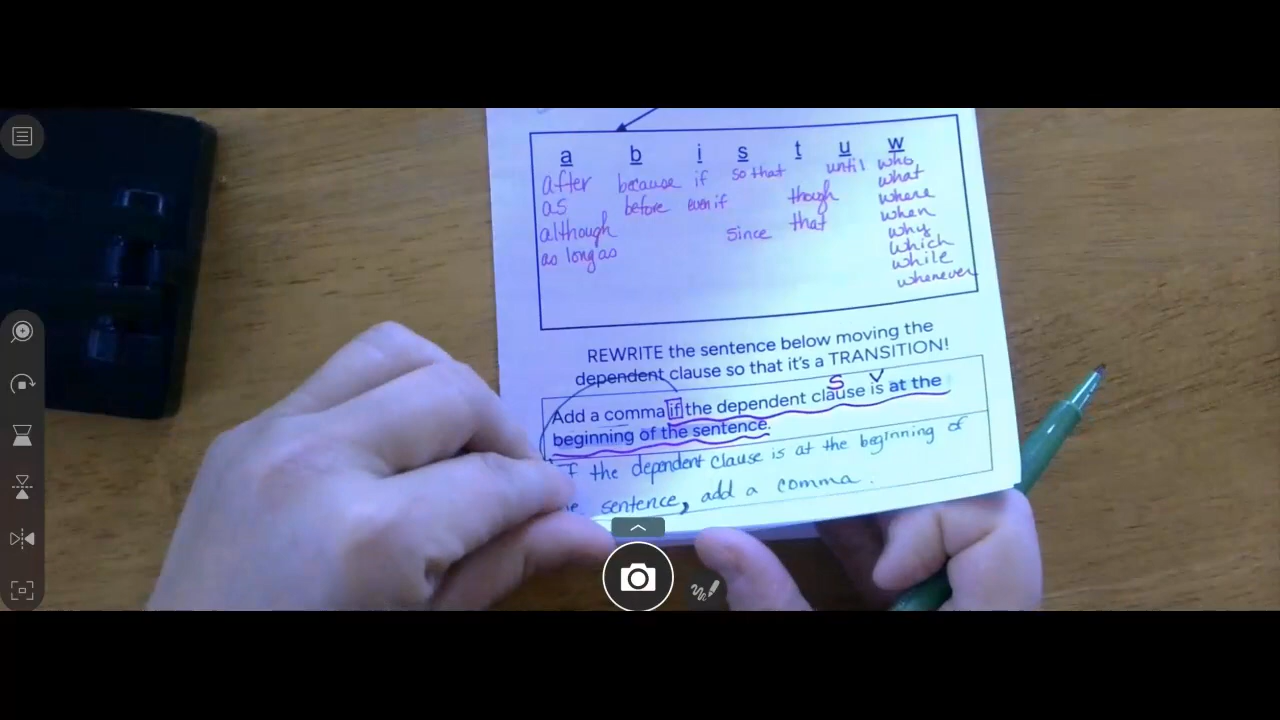 a b i s t u w
after because if so that until who
as before even if though what
although since that where
as long as when
why
which
while
whenever
REWRITE the sentence below moving the
dependent clause so that it's a TRANSITION!
S V
Add a comma if the dependent clause is at the
beginning of the sentence.
If the dependent clause is at the beginning of
sentence, add a comma.